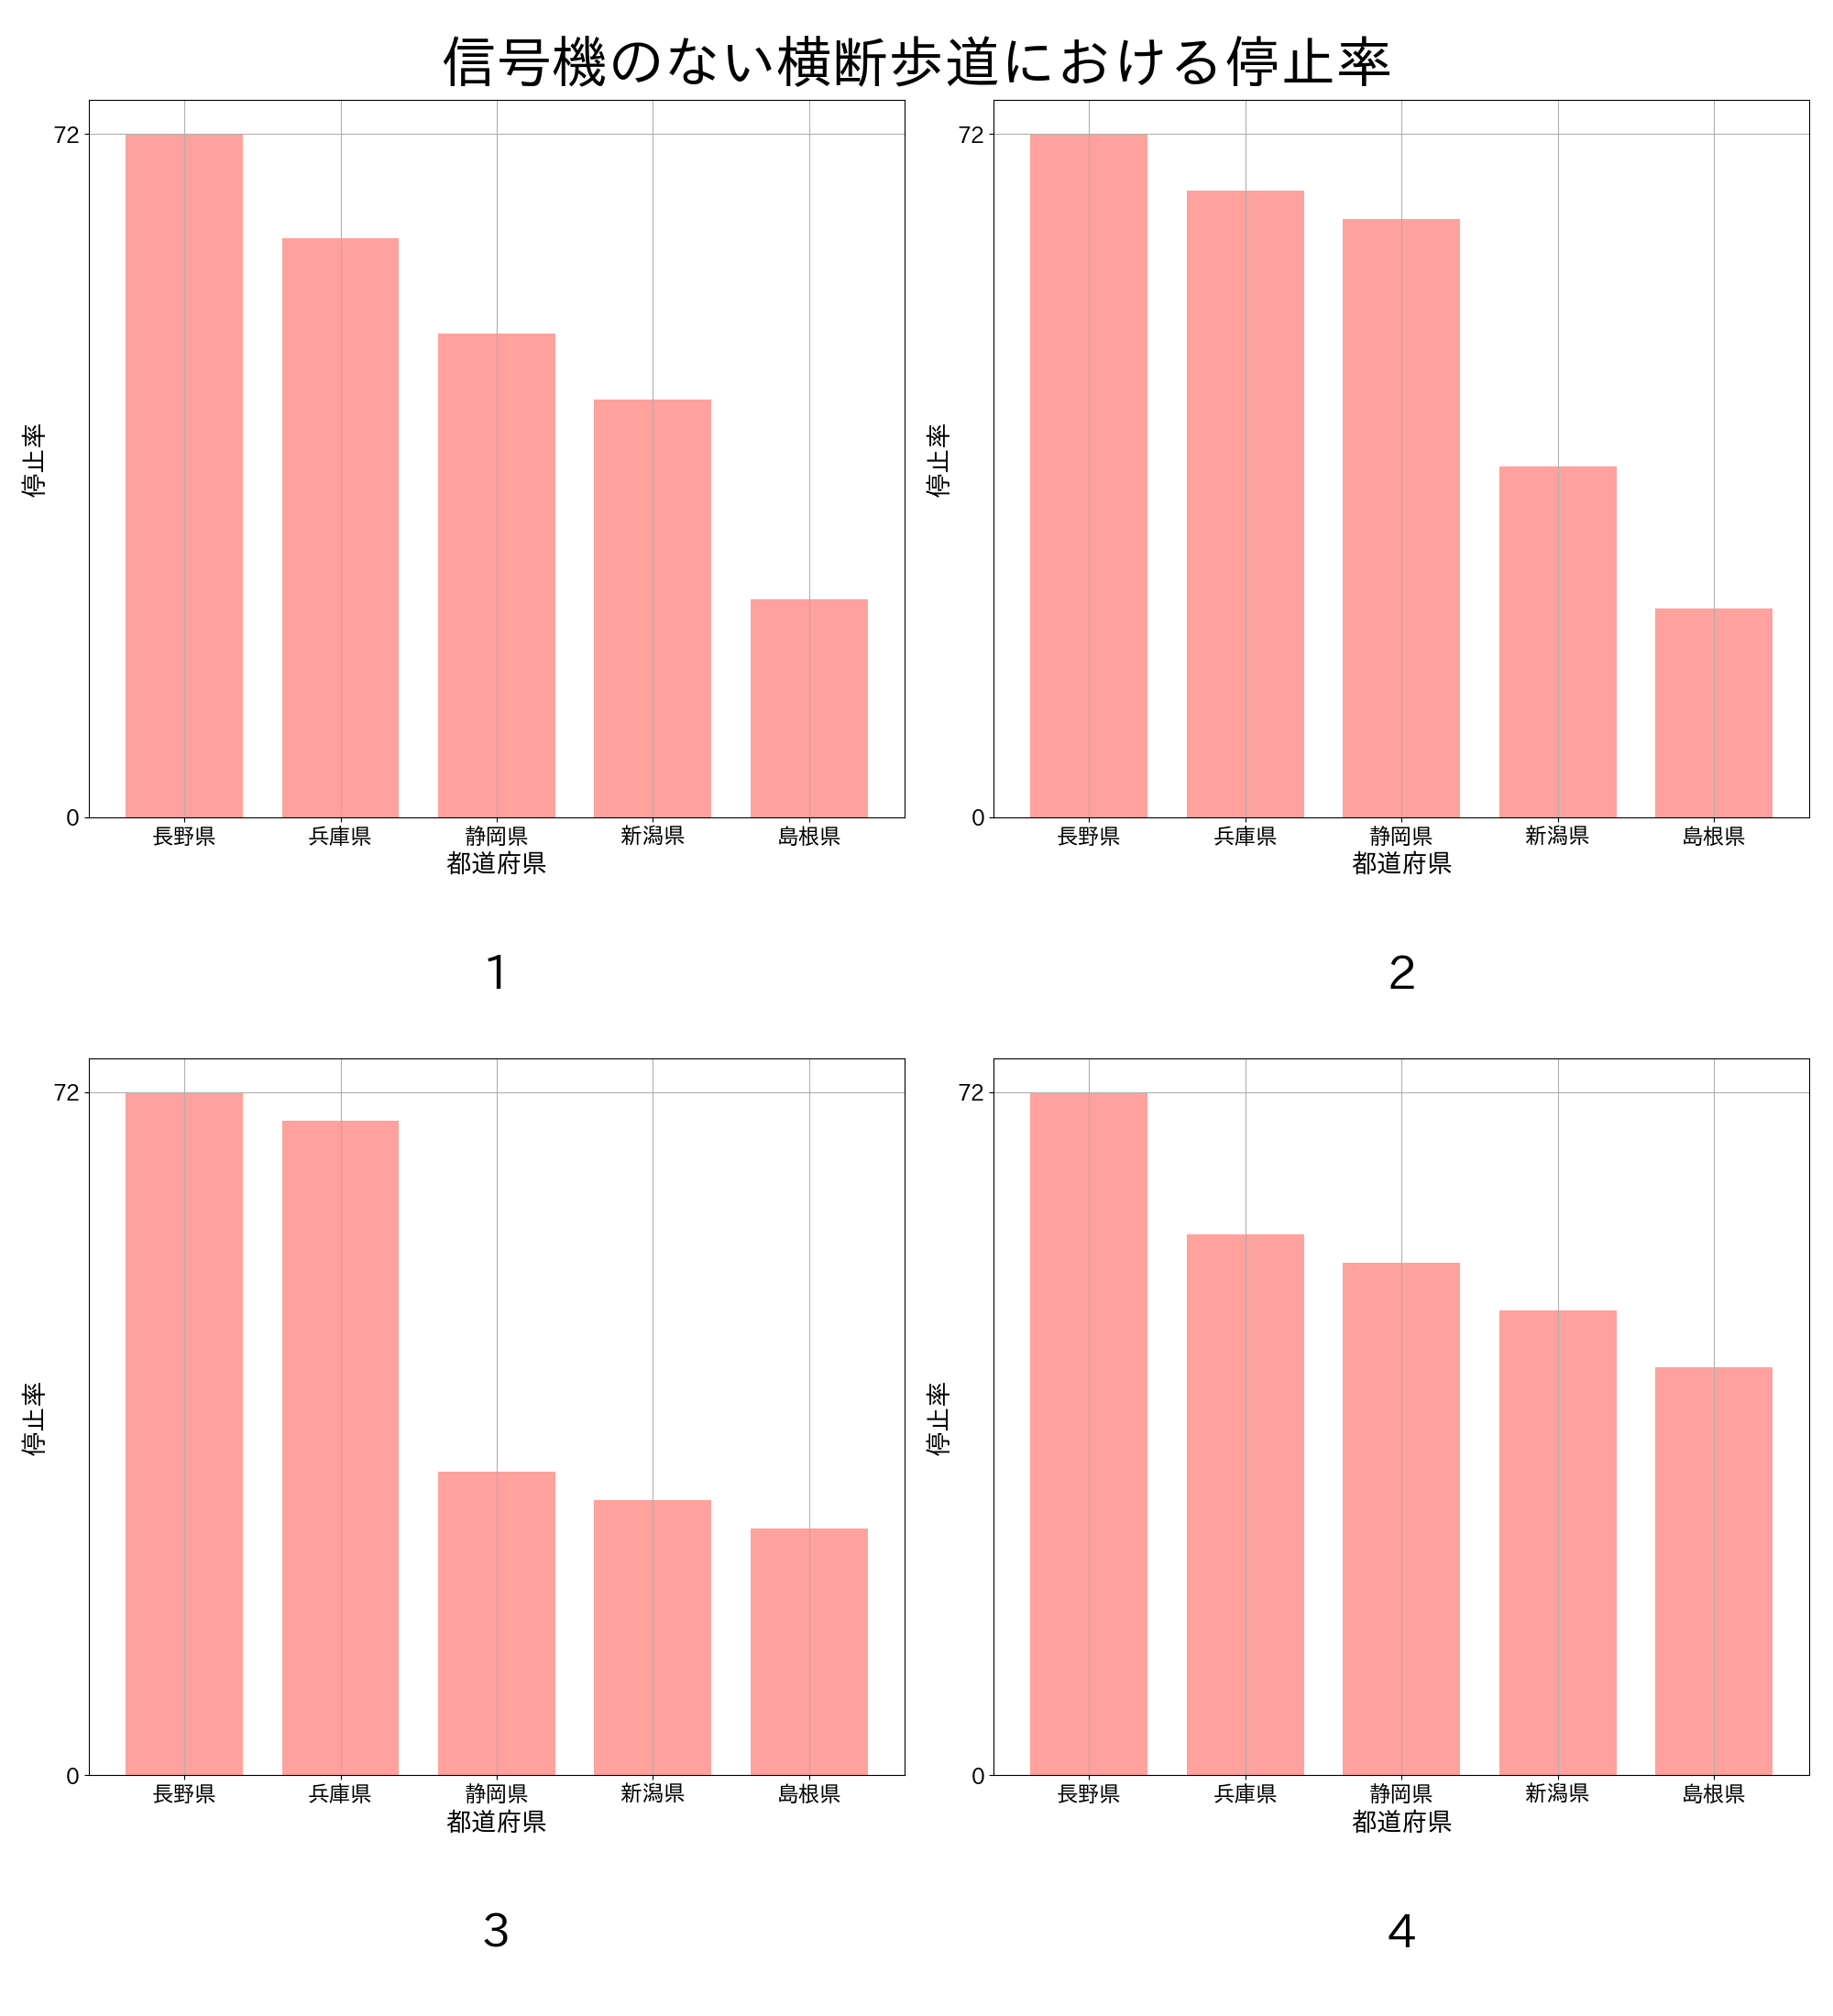 信号機のない横断歩道における停止率
72
停止率
0
長野県 兵庫県 静岡県 新潟県 島根県
都道府県
1
72
停止率
0
長野県 兵庫県 静岡県 新潟県 島根県
都道府県
2
72
停止率
0
長野県 兵庫県 静岡県 新潟県 島根県
都道府県
3
72
停止率
0
長野県 兵庫県 静岡県 新潟県 島根県
都道府県
4